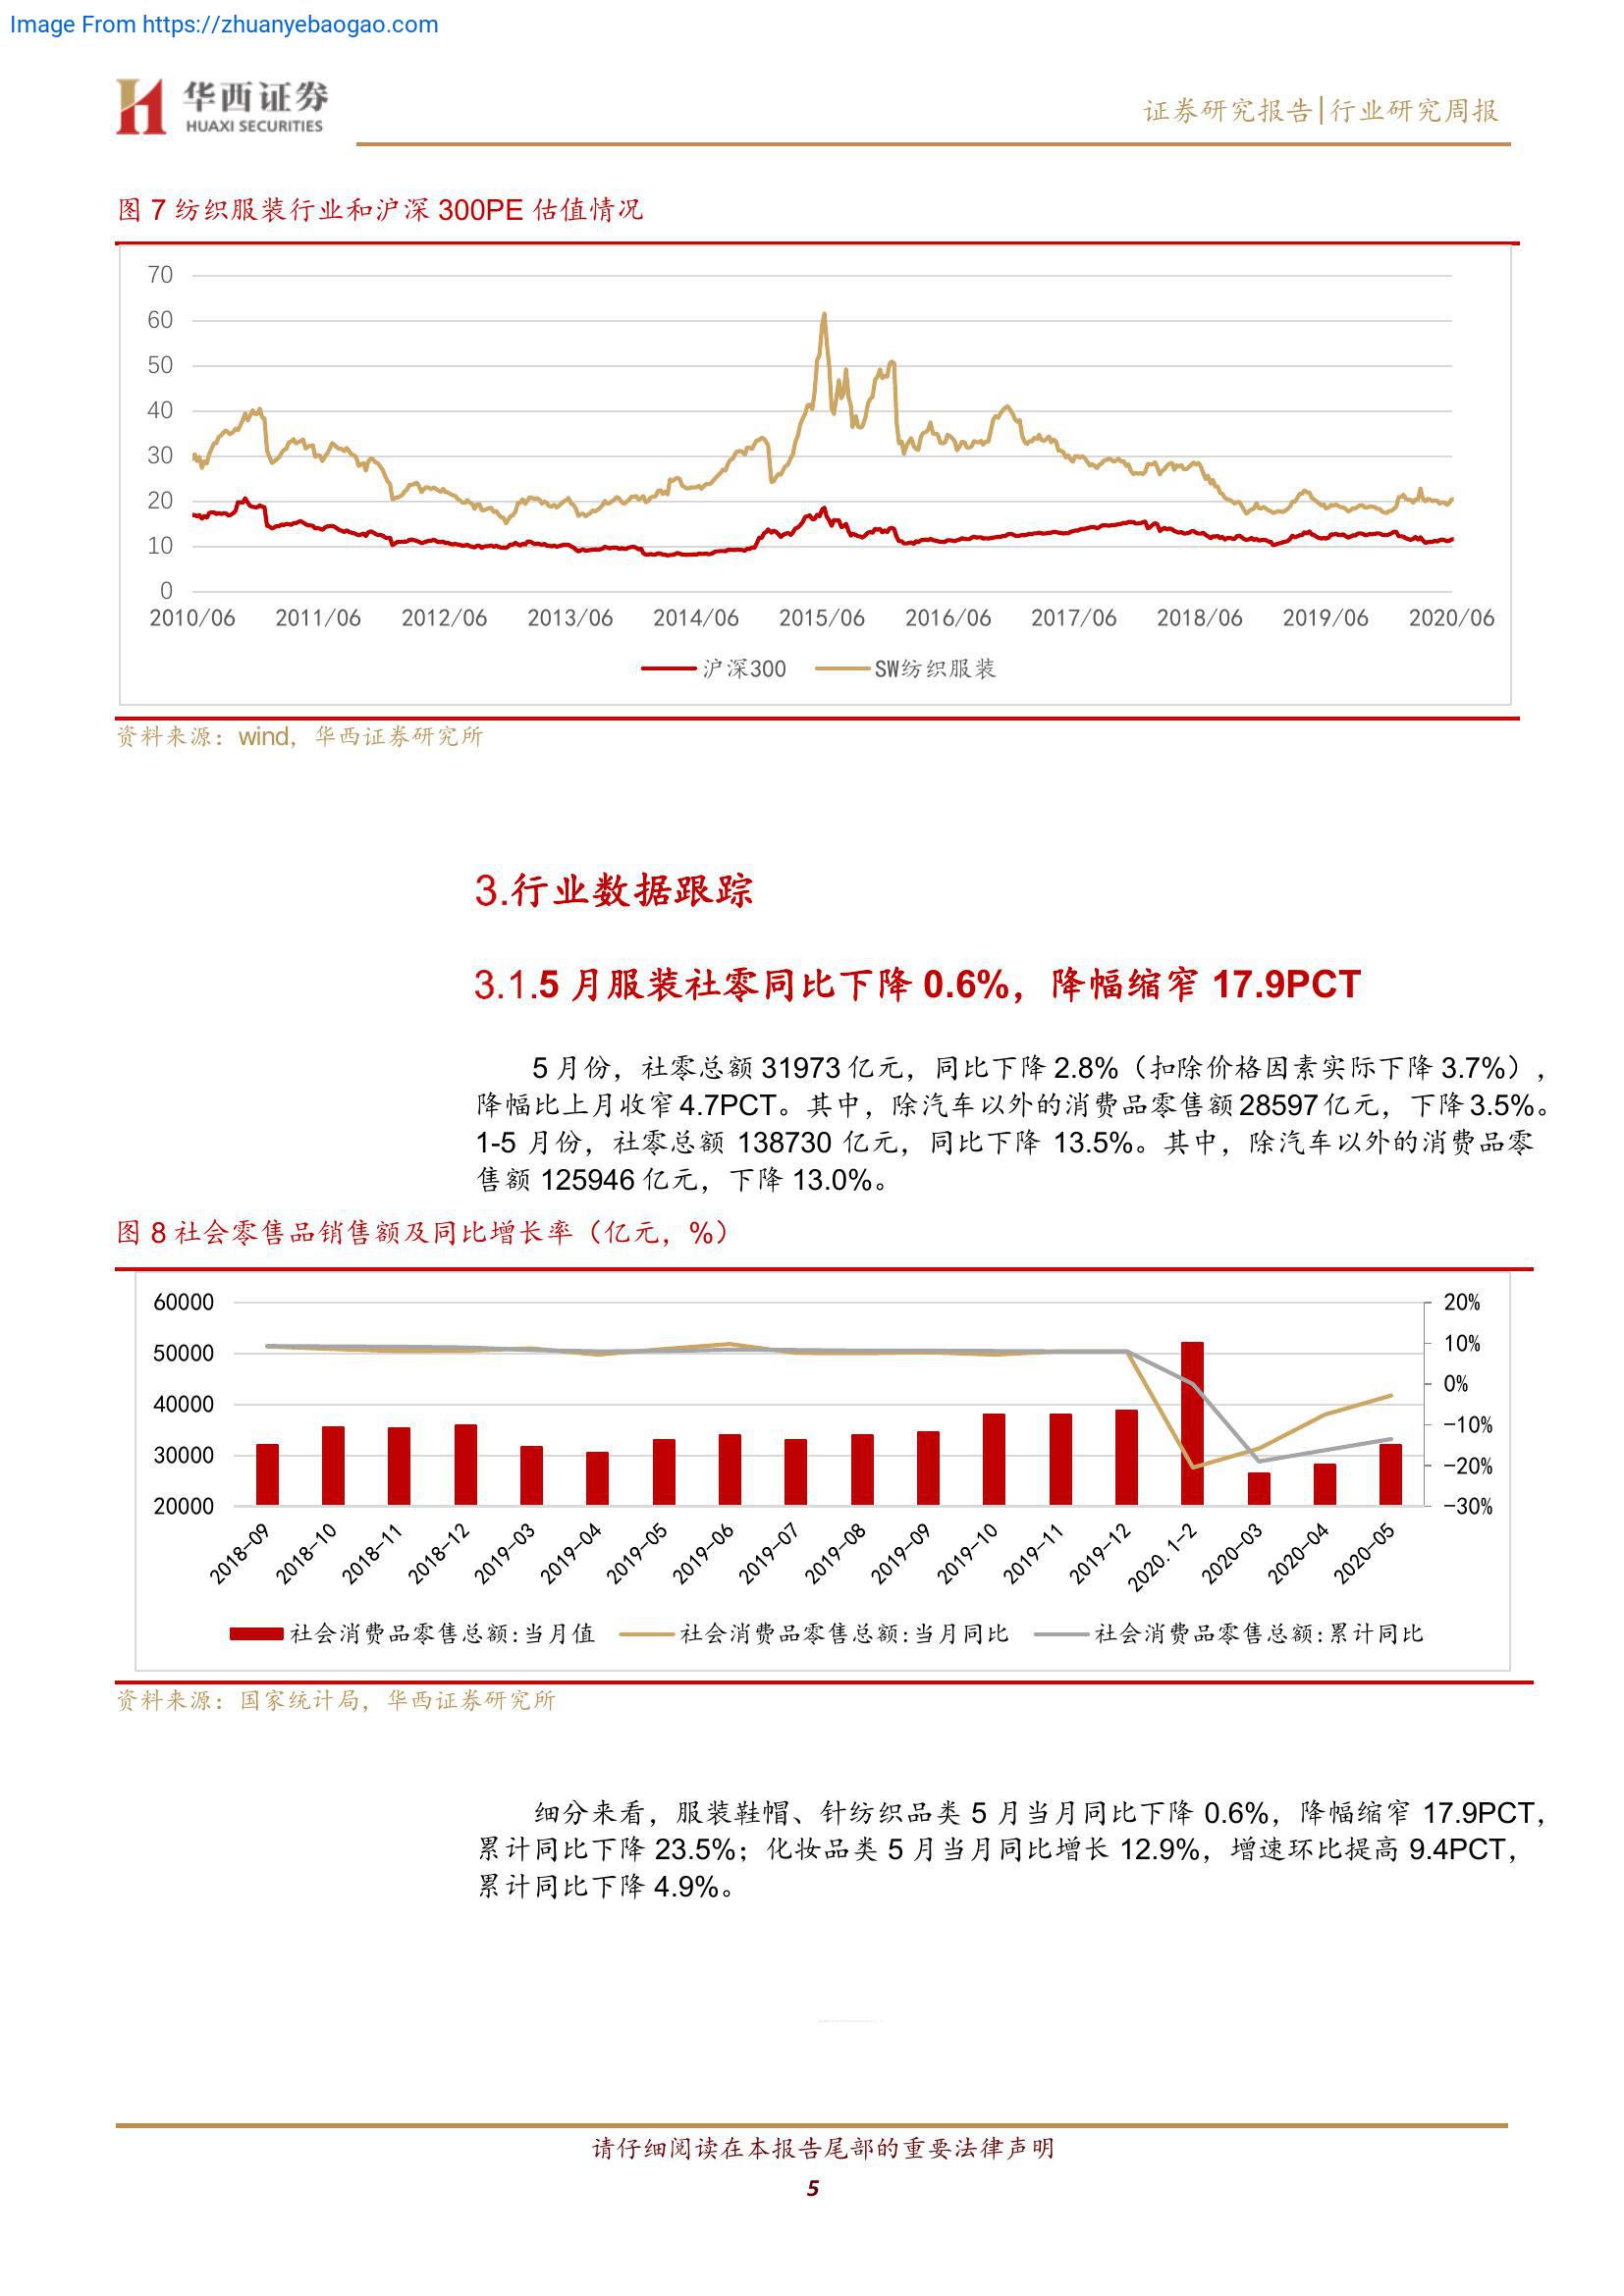 Image From https://zhuanyebaogao.com
华西证券
HUAXI SECURITIES
证券研究报告|行业研究周报
图 7 纺织服装行业和沪深 300PE 估值情况
70
60
50
40
30
20
10
0
2010/06 2011/06 2012/06 2013/06 2014/06 2015/06 2016/06 2017/06 2018/06 2019/06 2020/06
沪深300 SW纺织服装
资料来源：wind，华西证券研究所
3.行业数据跟踪
3.1.5 月服装社零同比下降 0.6%，降幅缩窄 17.9PCT
5 月份，社零总额 31973 亿元，同比下降 2.8%（扣除价格因素实际下降 3.7%），
降幅比上月收窄 4.7PCT。其中，除汽车以外的消费品零售额 28597 亿元，下降 3.5%。
1-5 月份，社零总额 138730 亿元，同比下降 13.5%。其中，除汽车以外的消费品零
售额 125946 亿元，下降 13.0%。
图 8 社会零售品销售额及同比增长率（亿元，%）
60000
50000
40000
30000
20000
20%
10%
0%
-10%
-20%
-30%
2018-09 2018-10 2018-11 2018-12 2019-03 2019-04 2019-05 2019-06 2019-07 2019-08 2019-09 2019-10 2019-11 2019-12 2020.1-2 2020-03 2020-04 2020-05
社会消费品零售总额:当月值 社会消费品零售总额:当月同比 社会消费品零售总额:累计同比
资料来源：国家统计局，华西证券研究所
细分来看，服装鞋帽、针纺织品类 5 月当月同比下降 0.6%，降幅缩窄 17.9PCT，
累计同比下降 23.5%；化妆品类 5 月当月同比增长 12.9%，增速环比提高 9.4PCT，
累计同比下降 4.9%。
请仔细阅读在本报告尾部的重要法律声明
5